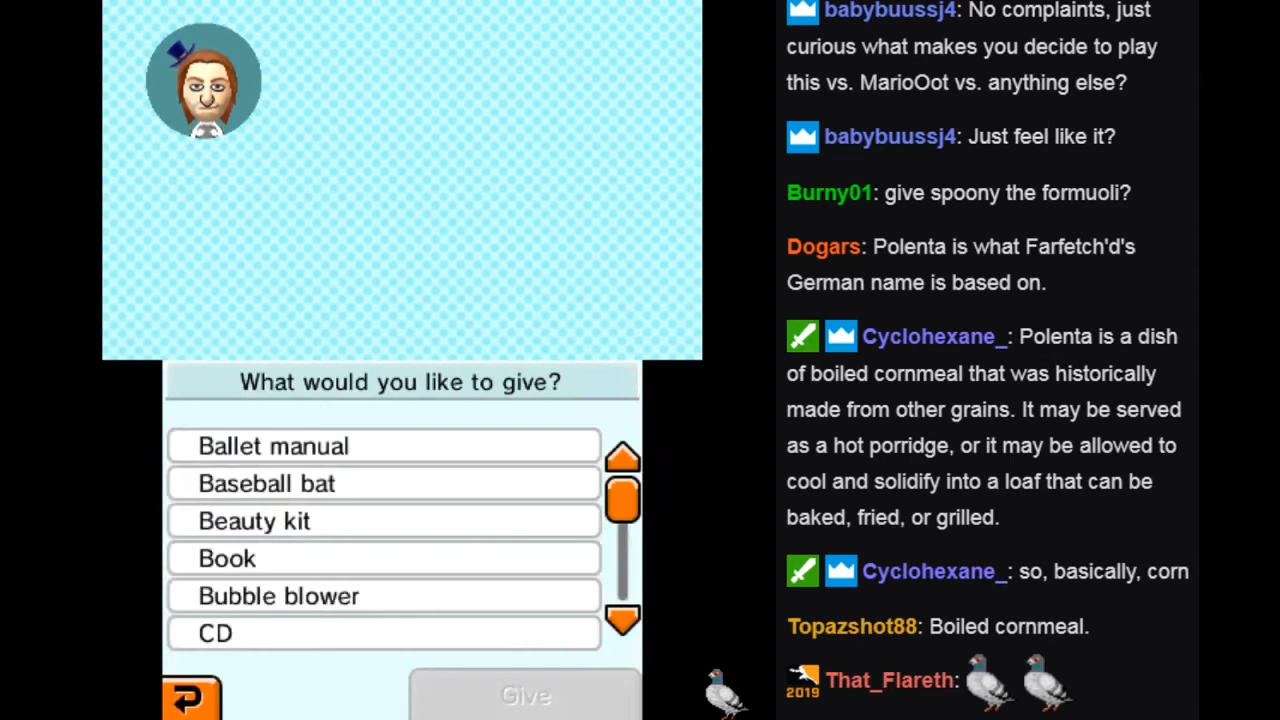 What would you like to give?
Ballet manual
Baseball bat
Beauty kit
Book
Bubble blower
CD
Give
babybuussj4: No complaints, just
curious what makes you decide to play
this vs. MarioOot vs. anything else?
babybuussj4: Just feel like it?
Burny01: give spoony the formuoli?
Dogars: Polenta is what Farfetch'd's
German name is based on.
Cyclohexane_: Polenta is a dish
of boiled cornmeal that was historically
made from other grains. It may be served
as a hot porridge, or it may be allowed to
cool and solidify into a loaf that can be
baked, fried, or grilled.
Cyclohexane_: so, basically, corn
Topazshot88: Boiled cornmeal.
2019 That_Flareth: